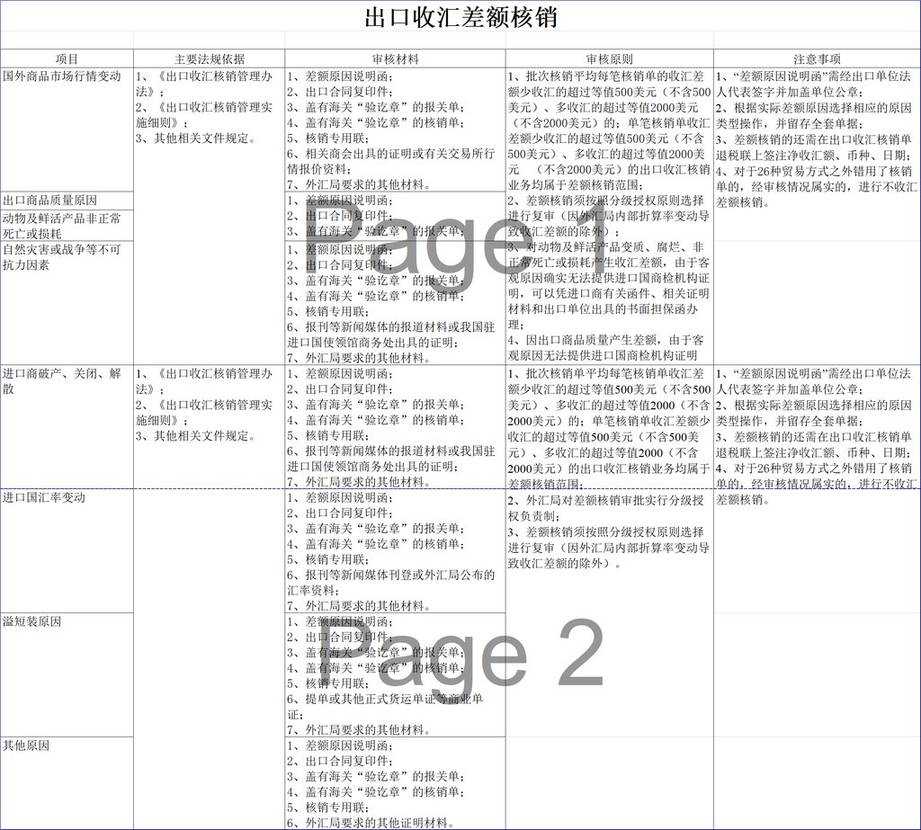 出口收汇差额核销
项目
主要法规依据
审核材料
审核原则
注意事项
国外商品市场行情变动
1、《出口收汇核销管理办
法》；
2、《出口收汇核销管理实
施细则》；
3、其他相关文件规定。
1、差额原因说明函；
2、出口合同复印件；
3、盖有海关“验讫章”的报关单；
4、盖有海关“验讫章”的核销单；
5、核销专用联；
6、相关商会出具的证明或有关交易所行
情报价资料；
7、外汇局要求的其他材料。
1、批次核销平均每笔核销单的收汇差
额少收汇的超过等值500美元（不含500
美元）、多收汇的超过等值2000美元
（不含2000美元）的；单笔核销单收汇
差额少收汇的超过等值500美元（不含
500美元）、多收汇的超过等值2000美
元 （不含2000美元）的出口收汇核销
业务均属于差额核销范围；
2、差额核销须按照分级授权原则选择
进行复审（因外汇局内部折算率变动导
致收汇差额的除外）；
3、对动物及鲜活产品变质、腐烂、非
正常死亡或损耗产生收汇差额，由于客
观原因确实无法提供进口国商检机构证
明，可以凭进口商有关函件、相关证明
材料和出口单位出具的书面担保函办
理；
4、因出口商品质量产生差额，由于客
观原因无法提供进口国商检机构证明
1、“差额原因说明函”需经出口单位法
人代表签字并加盖单位公章；
2、根据实际差额原因选择相应的原因
类型操作，并留存全套单据；
3、差额核销的还需在出口收汇核销单
退税联上签注净收汇额、币种、日期；
4、对于26种贸易方式之外错用了核销
单的，经审核情况属实的，进行不收汇
差额核销。
出口商品质量原因
1、差额原因说明函；
2、出口合同复印件；
3、盖有海关“验讫章”的报关单；
动物及鲜活产品非正常
死亡或损耗
自然灾害或战争等不可
抗力因素
1、差额原因说明函；
2、出口合同复印件；
3、盖有海关“验讫章”的报关单；
4、盖有海关“验讫章”的核销单；
5、核销专用联；
6、报刊等新闻媒体的报道材料或我国驻
进口国使领馆商务处出具的证明；
7、外汇局要求的其他材料。
Page 1
进口商破产、关闭、解
散
1、《出口收汇核销管理办
法》；
2、《出口收汇核销管理实
施细则》；
3、其他相关文件规定。
1、差额原因说明函；
2、出口合同复印件；
3、盖有海关“验讫章”的报关单；
4、盖有海关“验讫章”的核销单；
5、核销专用联；
6、报刊等新闻媒体的报道材料或我国驻
进口国使领馆商务处出具的证明；
7、外汇局要求的其他材料。
1、批次核销单平均每笔核销单收汇差
额少收汇的超过等值500美元（不含500
美元）、多收汇的超过等值2000（不含
2000美元）的；单笔核销单收汇差额少
收汇的超过等值500美元（不含500美
元）、多收汇的超过等值2000（不含
2000美元）的出口收汇核销业务均属于
差额核销范围；
2、外汇局对差额核销审批实行分级授
权负责制；
3、差额核销须按照分级授权原则选择
进行复审（因外汇局内部折算率变动导
致收汇差额的除外）。
1、“差额原因说明函”需经出口单位法
人代表签字并加盖单位公章；
2、根据实际差额原因选择相应的原因
类型操作，并留存全套单据；
3、差额核销的还需在出口收汇核销单
退税联上签注净收汇额、币种、日期；
4、对于26种贸易方式之外错用了核销
单的，经审核情况属实的，进行不收汇
差额核销。
进口国汇率变动
1、差额原因说明函；
2、出口合同复印件；
3、盖有海关“验讫章”的报关单；
4、盖有海关“验讫章”的核销单；
5、核销专用联；
6、报刊等新闻媒体刊登或外汇局公布的
汇率资料；
7、外汇局要求的其他材料。
溢短装原因
1、差额原因说明函；
2、出口合同复印件；
3、盖有海关“验讫章”的报关单；
4、盖有海关“验讫章”的核销单；
5、核销专用联；
6、提单或其他正式货运单证等商业单
证；
7、外汇局要求的其他材料。
Page 2
其他原因
1、差额原因说明函；
2、出口合同复印件；
3、盖有海关“验讫章”的报关单；
4、盖有海关“验讫章”的核销单；
5、核销专用联；
6、外汇局要求的其他证明材料。